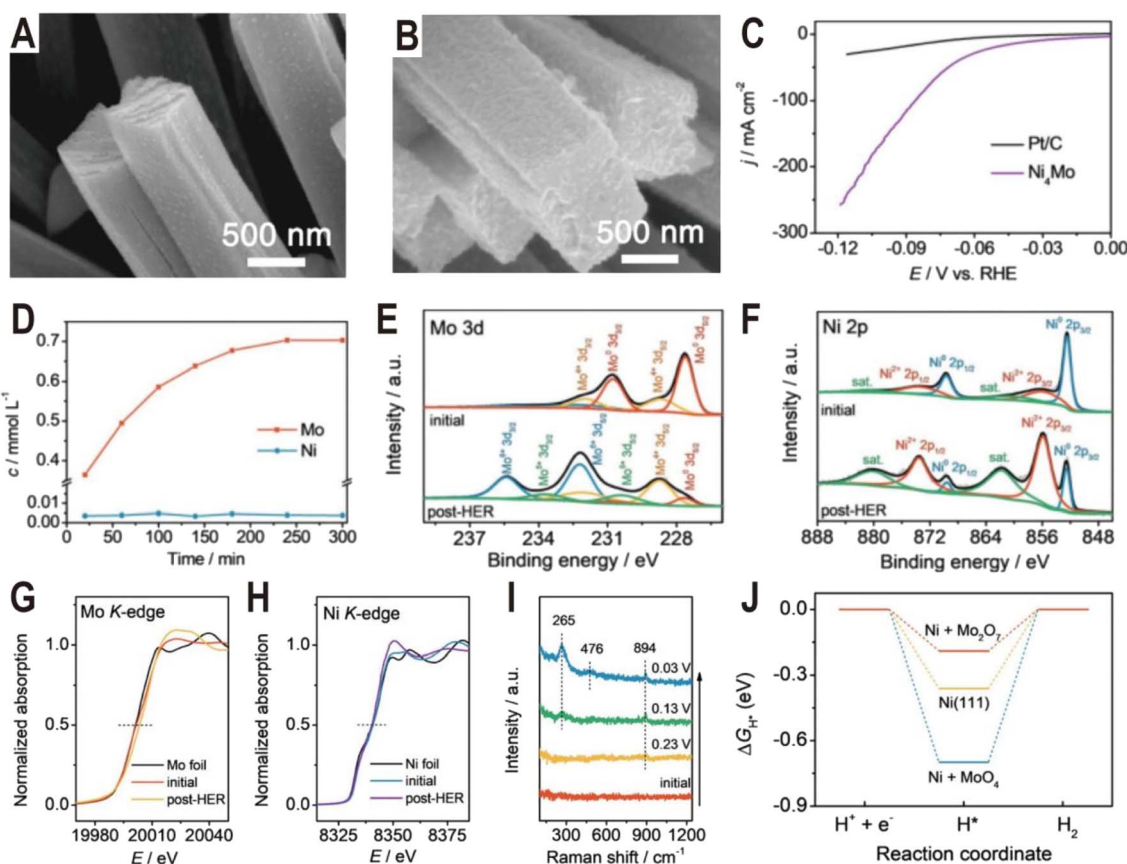 A
500 nm
B
500 nm
C
0
-100
-200
-300
j / mA cm⁻²
Pt/C
Ni₄Mo
-0.12 -0.09 -0.06 -0.03 0.00
E / V vs. RHE
D
0.7
0.6
0.5
0.4
0.01
0.00
c / mmol L⁻¹
Mo
Ni
0 50 100 150 200 250 300
Time / min
E
Mo 3d
Intensity / a.u.
Mo⁴⁺ 3d₃/₂
Mo⁰ 3d₃/₂
Mo⁴⁺ 3d₅/₂
Mo⁰ 3d₅/₂
initial
Mo⁶⁺ 3d₃/₂
Mo⁵⁺ 3d₃/₂
Mo⁶⁺ 3d₅/₂
Mo⁵⁺ 3d₅/₂
Mo⁴⁺ 3d₅/₂
Mo⁰ 3d₅/₂
post-HER
237 234 231 228
Binding energy / eV
F
Ni 2p
Intensity / a.u.
Ni⁰ 2p₃/₂
Ni⁰ 2p₁/₂
Ni²⁺ 2p₁/₂
Ni²⁺ 2p₃/₂
sat.
sat.
initial
Ni²⁺ 2p₃/₂
Ni²⁺ 2p₁/₂
Ni⁰ 2p₁/₂
Ni⁰ 2p₃/₂
sat.
sat.
post-HER
888 880 872 864 856 848
Binding energy / eV
G
Mo K-edge
Normalized absorption
1.0
0.5
0.0
Mo foil
initial
post-HER
19980 20010 20040
E / eV
H
Ni K-edge
Normalized absorption
1.0
0.5
0.0
Ni foil
initial
post-HER
8325 8350 8375
E / eV
I
Intensity / a.u.
265
476
894
0.03 V
0.13 V
0.23 V
initial
300 600 900 1200
Raman shift / cm⁻¹
J
0.0
-0.3
-0.6
-0.9
ΔG_H* (eV)
Ni + Mo₂O₇
Ni(111)
Ni + MoO₄
H⁺ + e⁻ H* H₂
Reaction coordinate